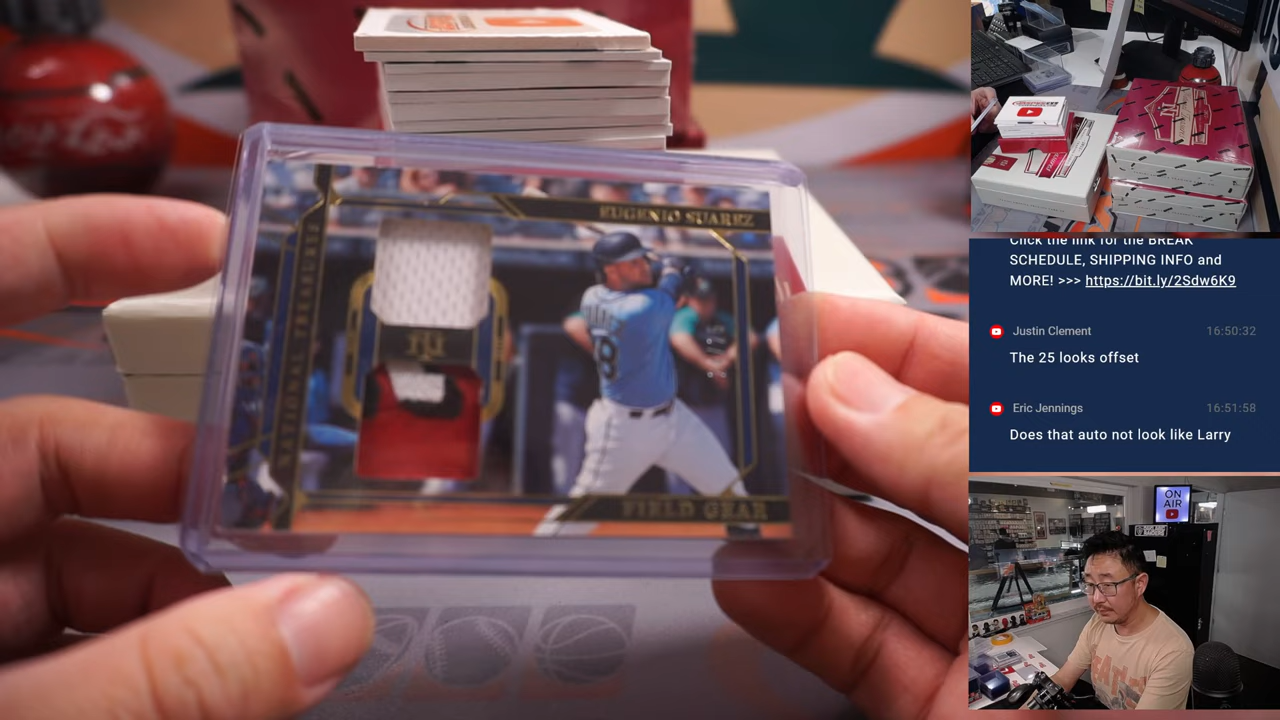 EUGENIO SUAREZ
NATIONAL TREASURES
NT
8
FIELD GEAR
Click the link for the BREAK
SCHEDULE, SHIPPING INFO and
MORE! >>> https://bit.ly/2Sdw6K9
Justin Clement 16:50:32
The 25 looks offset
Eric Jennings 16:51:58
Does that auto not look like Larry
ON
AIR